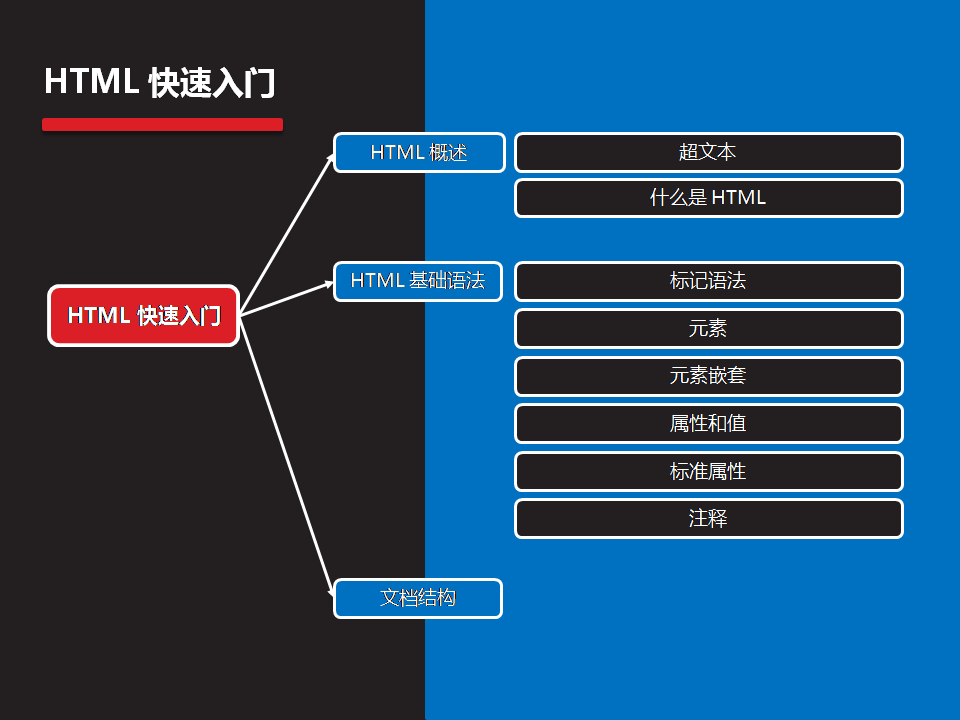 HTML 快速入门
HTML 概述
超文本
什么是 HTML
HTML 快速入门
HTML 基础语法
标记语法
元素
元素嵌套
属性和值
标准属性
注释
文档结构